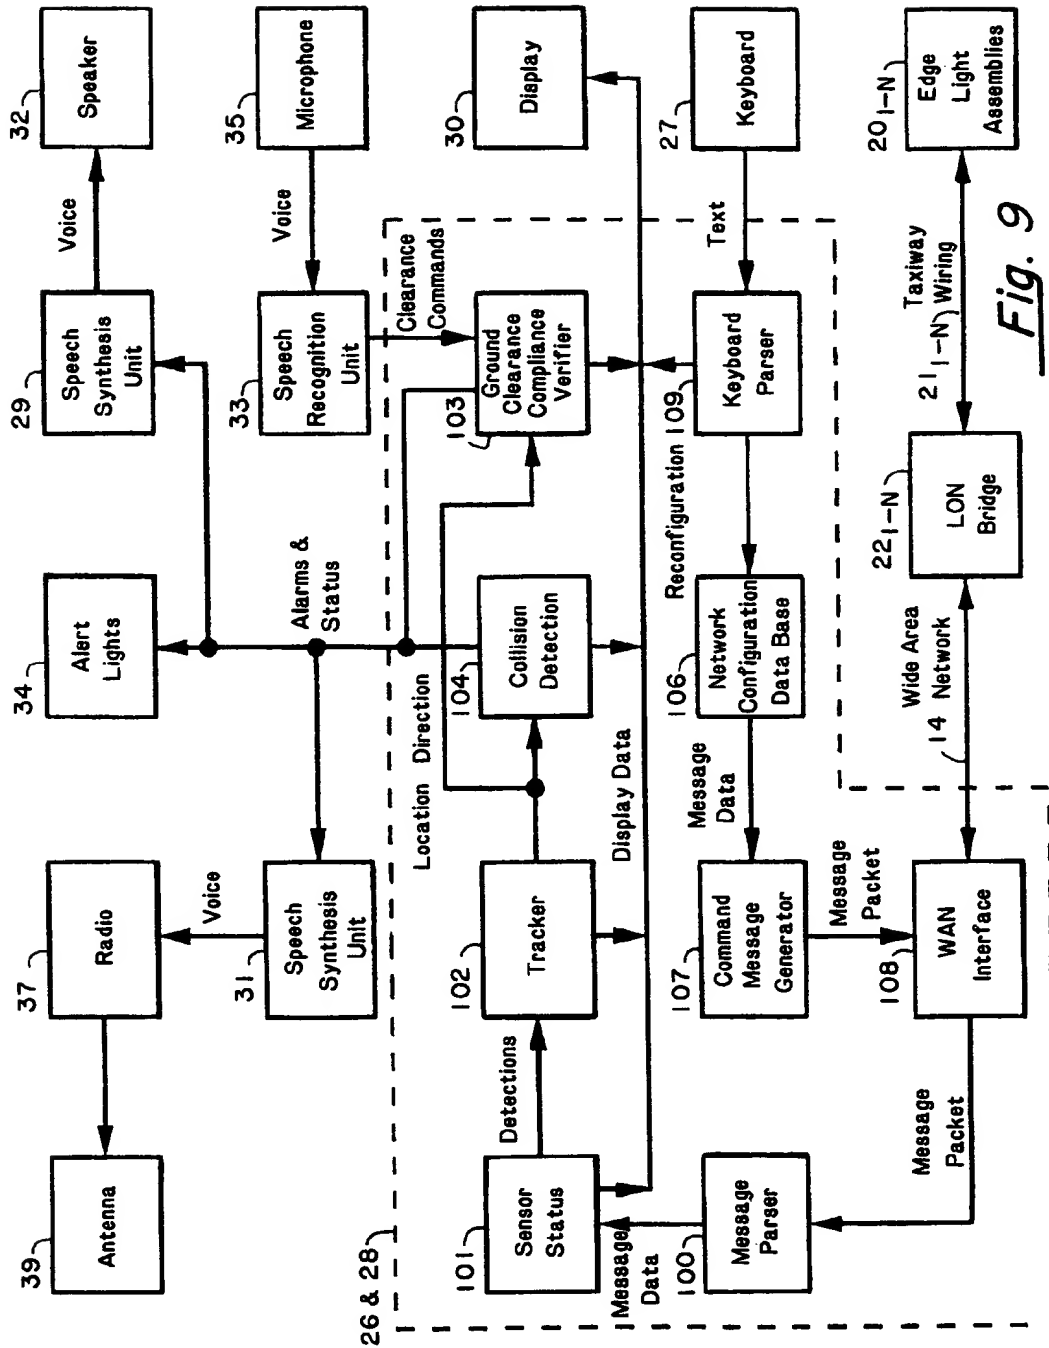 39
Antenna
37
Radio
34
Alert
Lights
29
Speech
Synthesis
Unit
Voice
32
Speaker
Voice
31
Speech
Synthesis
Unit
Alarms &
Status
33
Speech
Recognition
Unit
Voice
35
Microphone
26 & 28
Location
Direction
Clearance
Commands
101
Sensor
Status
Detections
102
Tracker
104
Collision
Detection
103
Ground
Clearance
Compliance
Verifier
30
Display
Display Data
Message
Data
100
Message
Parser
107
Command
Message
Generator
Message
Data
106
Network
Configuration
Data Base
Reconfiguration
109
Keyboard
Parser
Text
27
Keyboard
Message
Packet
Message
Packet
108
WAN
Interface
Wide Area
14 Network
22 1-N
LON
Bridge
Taxiway
21 1-N Wiring
20 1-N
Edge
Light
Assemblies
Fig. 9